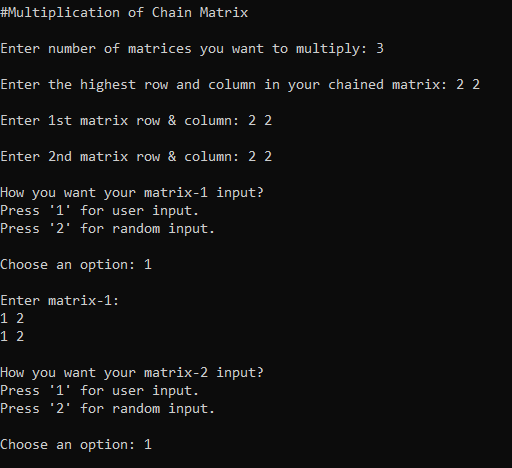 #Multiplication of Chain Matrix
Enter number of matrices you want to multiply: 3
Enter the highest row and column in your chained matrix: 2 2
Enter 1st matrix row & column: 2 2
Enter 2nd matrix row & column: 2 2
How you want your matrix-1 input?
Press '1' for user input.
Press '2' for random input.
Choose an option: 1
Enter matrix-1:
1 2
1 2
How you want your matrix-2 input?
Press '1' for user input.
Press '2' for random input.
Choose an option: 1